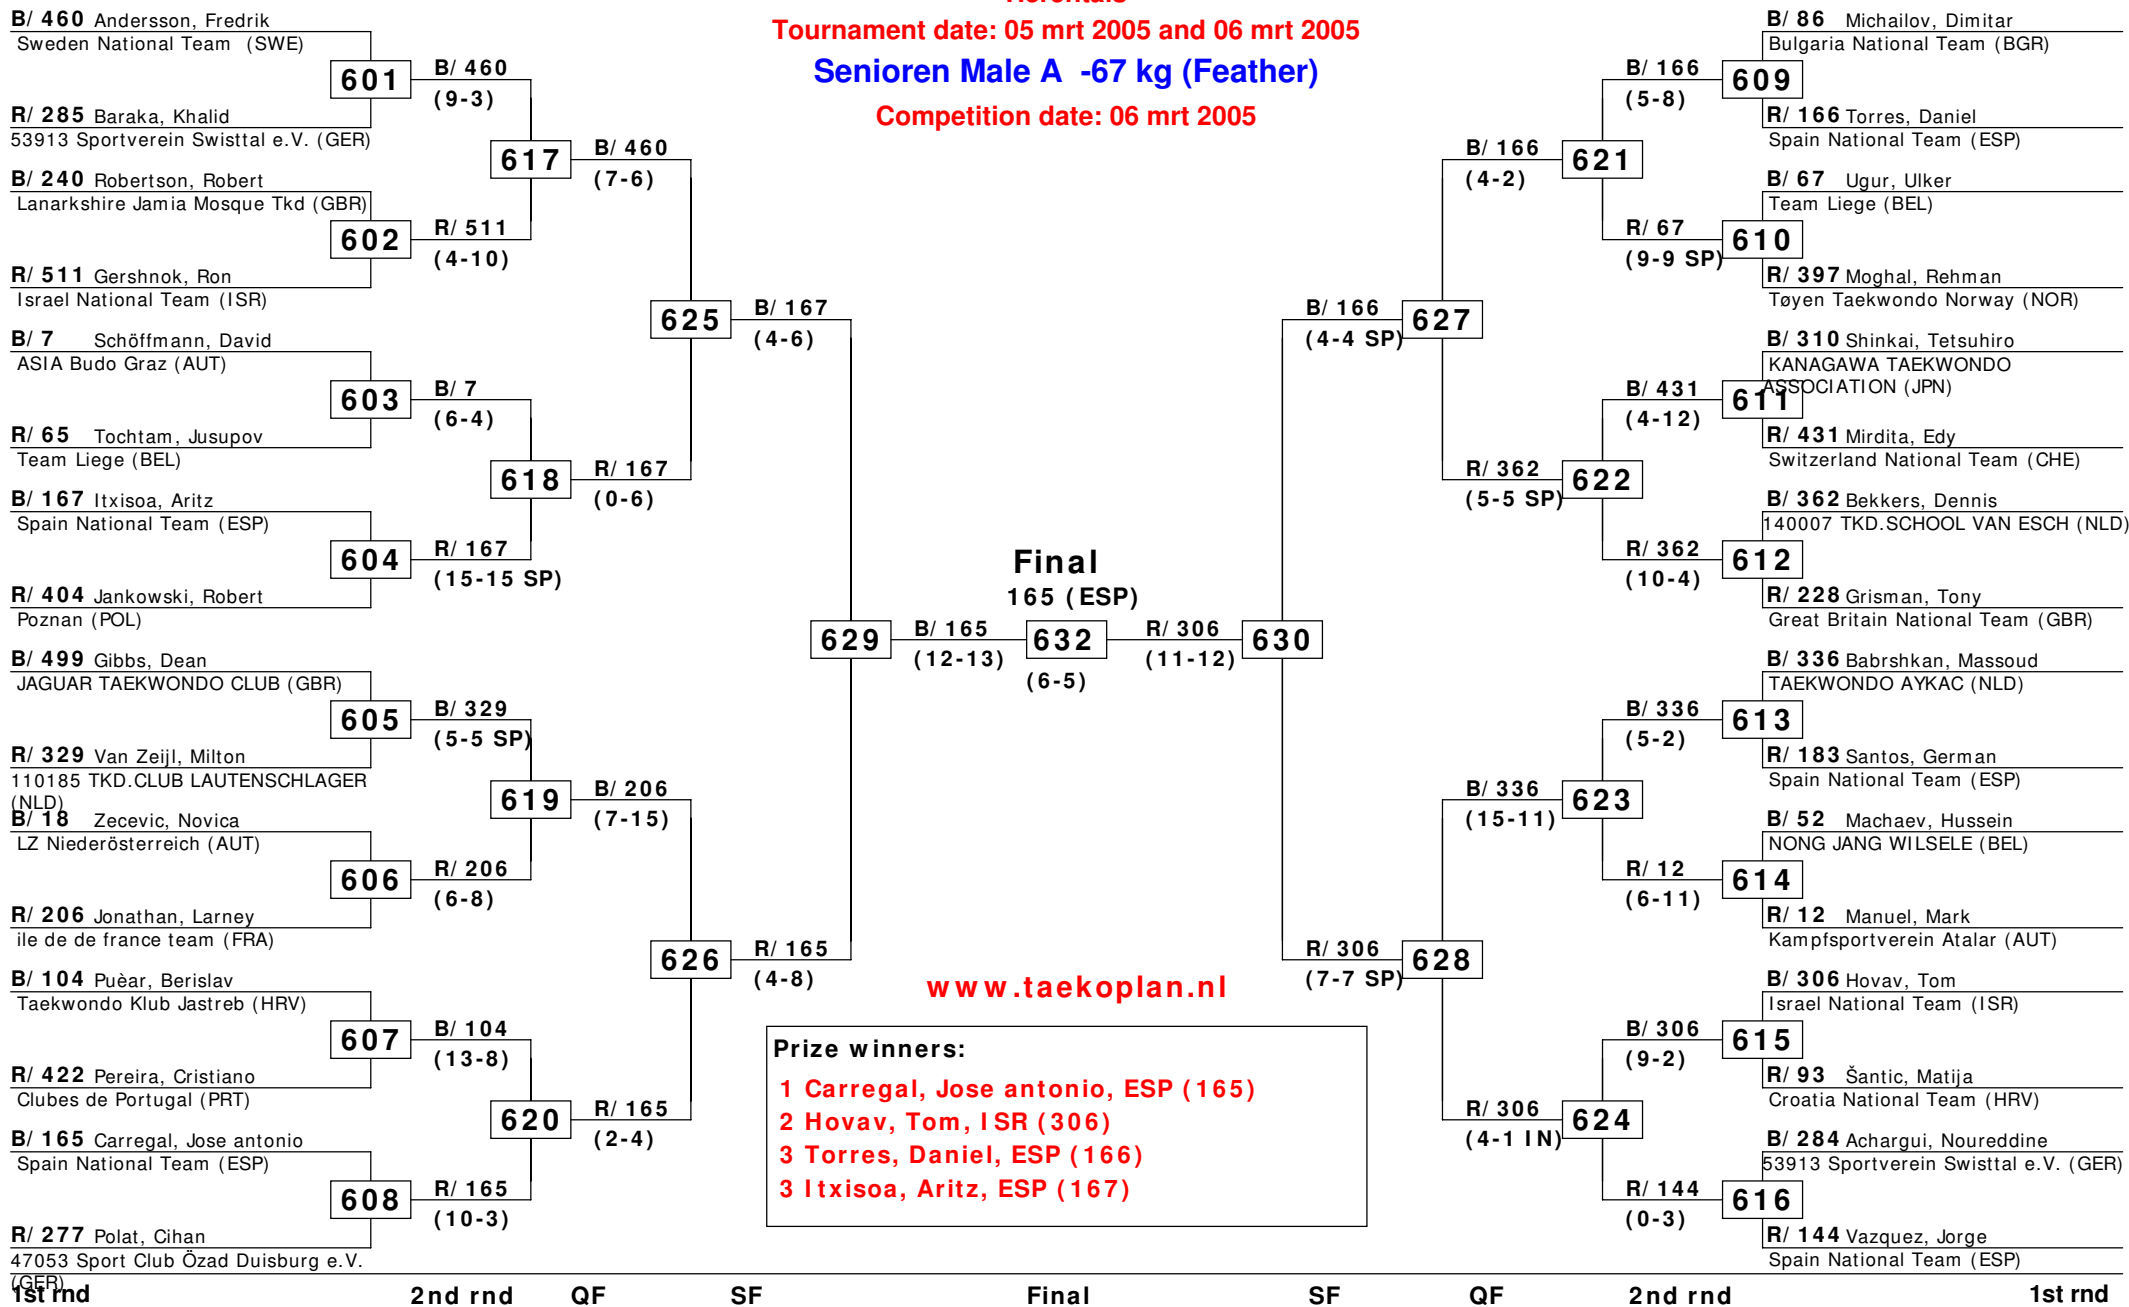 Herentals
Tournament date: 05 mrt 2005 and 06 mrt 2005
Senioren Male A -67 kg (Feather)
Competition date: 06 mrt 2005
B/ 460 Andersson, Fredrik
Sweden National Team (SWE)
601
R/ 285 Baraka, Khalid
53913 Sportverein Swisttal e.V. (GER)
B/ 240 Robertson, Robert
Lanarkshire Jamia Mosque Tkd (GBR)
602
R/ 511 Gershnok, Ron
Israel National Team (ISR)
B/ 7 Schöffmann, David
ASIA Budo Graz (AUT)
603
R/ 65 Tochtam, Jusupov
Team Liege (BEL)
B/ 167 Itxisoa, Aritz
Spain National Team (ESP)
604
R/ 404 Jankowski, Robert
Poznan (POL)
B/ 499 Gibbs, Dean
JAGUAR TAEKWONDO CLUB (GBR)
605
R/ 329 Van Zeijl, Milton
110185 TKD.CLUB LAUTENSCHLAGER
(NLD)
B/ 18 Zecevic, Novica
LZ Niederösterreich (AUT)
606
R/ 206 Jonathan, Larney
ile de de france team (FRA)
B/ 104 Puèar, Berislav
Taekwondo Klub Jastreb (HRV)
607
R/ 422 Pereira, Cristiano
Clubes de Portugal (PRT)
B/ 165 Carregal, Jose antonio
Spain National Team (ESP)
608
R/ 277 Polat, Cihan
47053 Sport Club Özad Duisburg e.V.
(GER)
B/ 460
(9-3)
617
R/ 511
(4-10)
B/ 7
(6-4)
618
R/ 167
(15-15 SP)
B/ 329
(5-5 SP)
619
R/ 206
(6-8)
B/ 104
(13-8)
620
R/ 165
(10-3)
B/ 460
(7-6)
625
R/ 167
(0-6)
B/ 206
(7-15)
626
R/ 165
(2-4)
B/ 167
(4-6)
629
R/ 165
(4-8)
Final
165 (ESP)
B/ 165
(12-13)
632
(6-5)
R/ 306
(11-12)
630
B/ 166
(4-4 SP)
627
R/ 306
(7-7 SP)
628
B/ 166
(4-2)
621
R/ 362
(5-5 SP)
622
B/ 336
(15-11)
623
R/ 306
(4-1 IN)
624
B/ 166
(5-8)
609
R/ 67
(9-9 SP)
610
B/ 431
(4-12)
611
R/ 362
(10-4)
612
B/ 336
(5-2)
613
R/ 12
(6-11)
614
B/ 306
(9-2)
615
R/ 144
(0-3)
616
B/ 86 Michailov, Dimitar
Bulgaria National Team (BGR)
R/ 166 Torres, Daniel
Spain National Team (ESP)
B/ 67 Ugur, Ulker
Team Liege (BEL)
R/ 397 Moghal, Rehman
Tøyen Taekwondo Norway (NOR)
B/ 310 Shinkai, Tetsuhiro
KANAGAWA TAEKWONDO
ASSOCIATION (JPN)
R/ 431 Mirdita, Edy
Switzerland National Team (CHE)
B/ 362 Bekkers, Dennis
140007 TKD.SCHOOL VAN ESCH (NLD)
R/ 228 Grisman, Tony
Great Britain National Team (GBR)
B/ 336 Babrshkan, Massoud
TAEKWONDO AYKAC (NLD)
R/ 183 Santos, German
Spain National Team (ESP)
B/ 52 Machaev, Hussein
NONG JANG WILSELE (BEL)
R/ 12 Manuel, Mark
Kampfsportverein Atalar (AUT)
B/ 306 Hovav, Tom
Israel National Team (ISR)
R/ 93 Šantic, Matija
Croatia National Team (HRV)
B/ 284 Achargui, Noureddine
53913 Sportverein Swisttal e.V. (GER)
R/ 144 Vazquez, Jorge
Spain National Team (ESP)
www.taekoplan.nl
Prize winners:
1 Carregal, Jose antonio, ESP (165)
2 Hovav, Tom, ISR (306)
3 Torres, Daniel, ESP (166)
3 Itxisoa, Aritz, ESP (167)
1st rnd 2nd rnd QF SF Final SF QF 2nd rnd 1st rnd